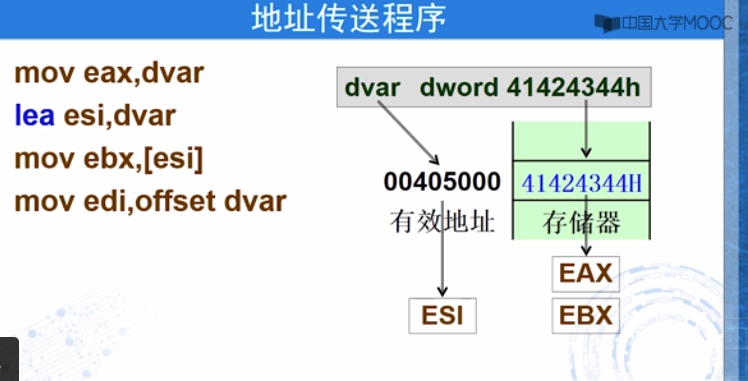 地址传送程序
中国大学MOOC
mov eax,dvar
lea esi,dvar
mov ebx,[esi]
mov edi,offset dvar
dvar dword 41424344h
00405000 41424344H
有效地址 存储器
EAX
ESI EBX